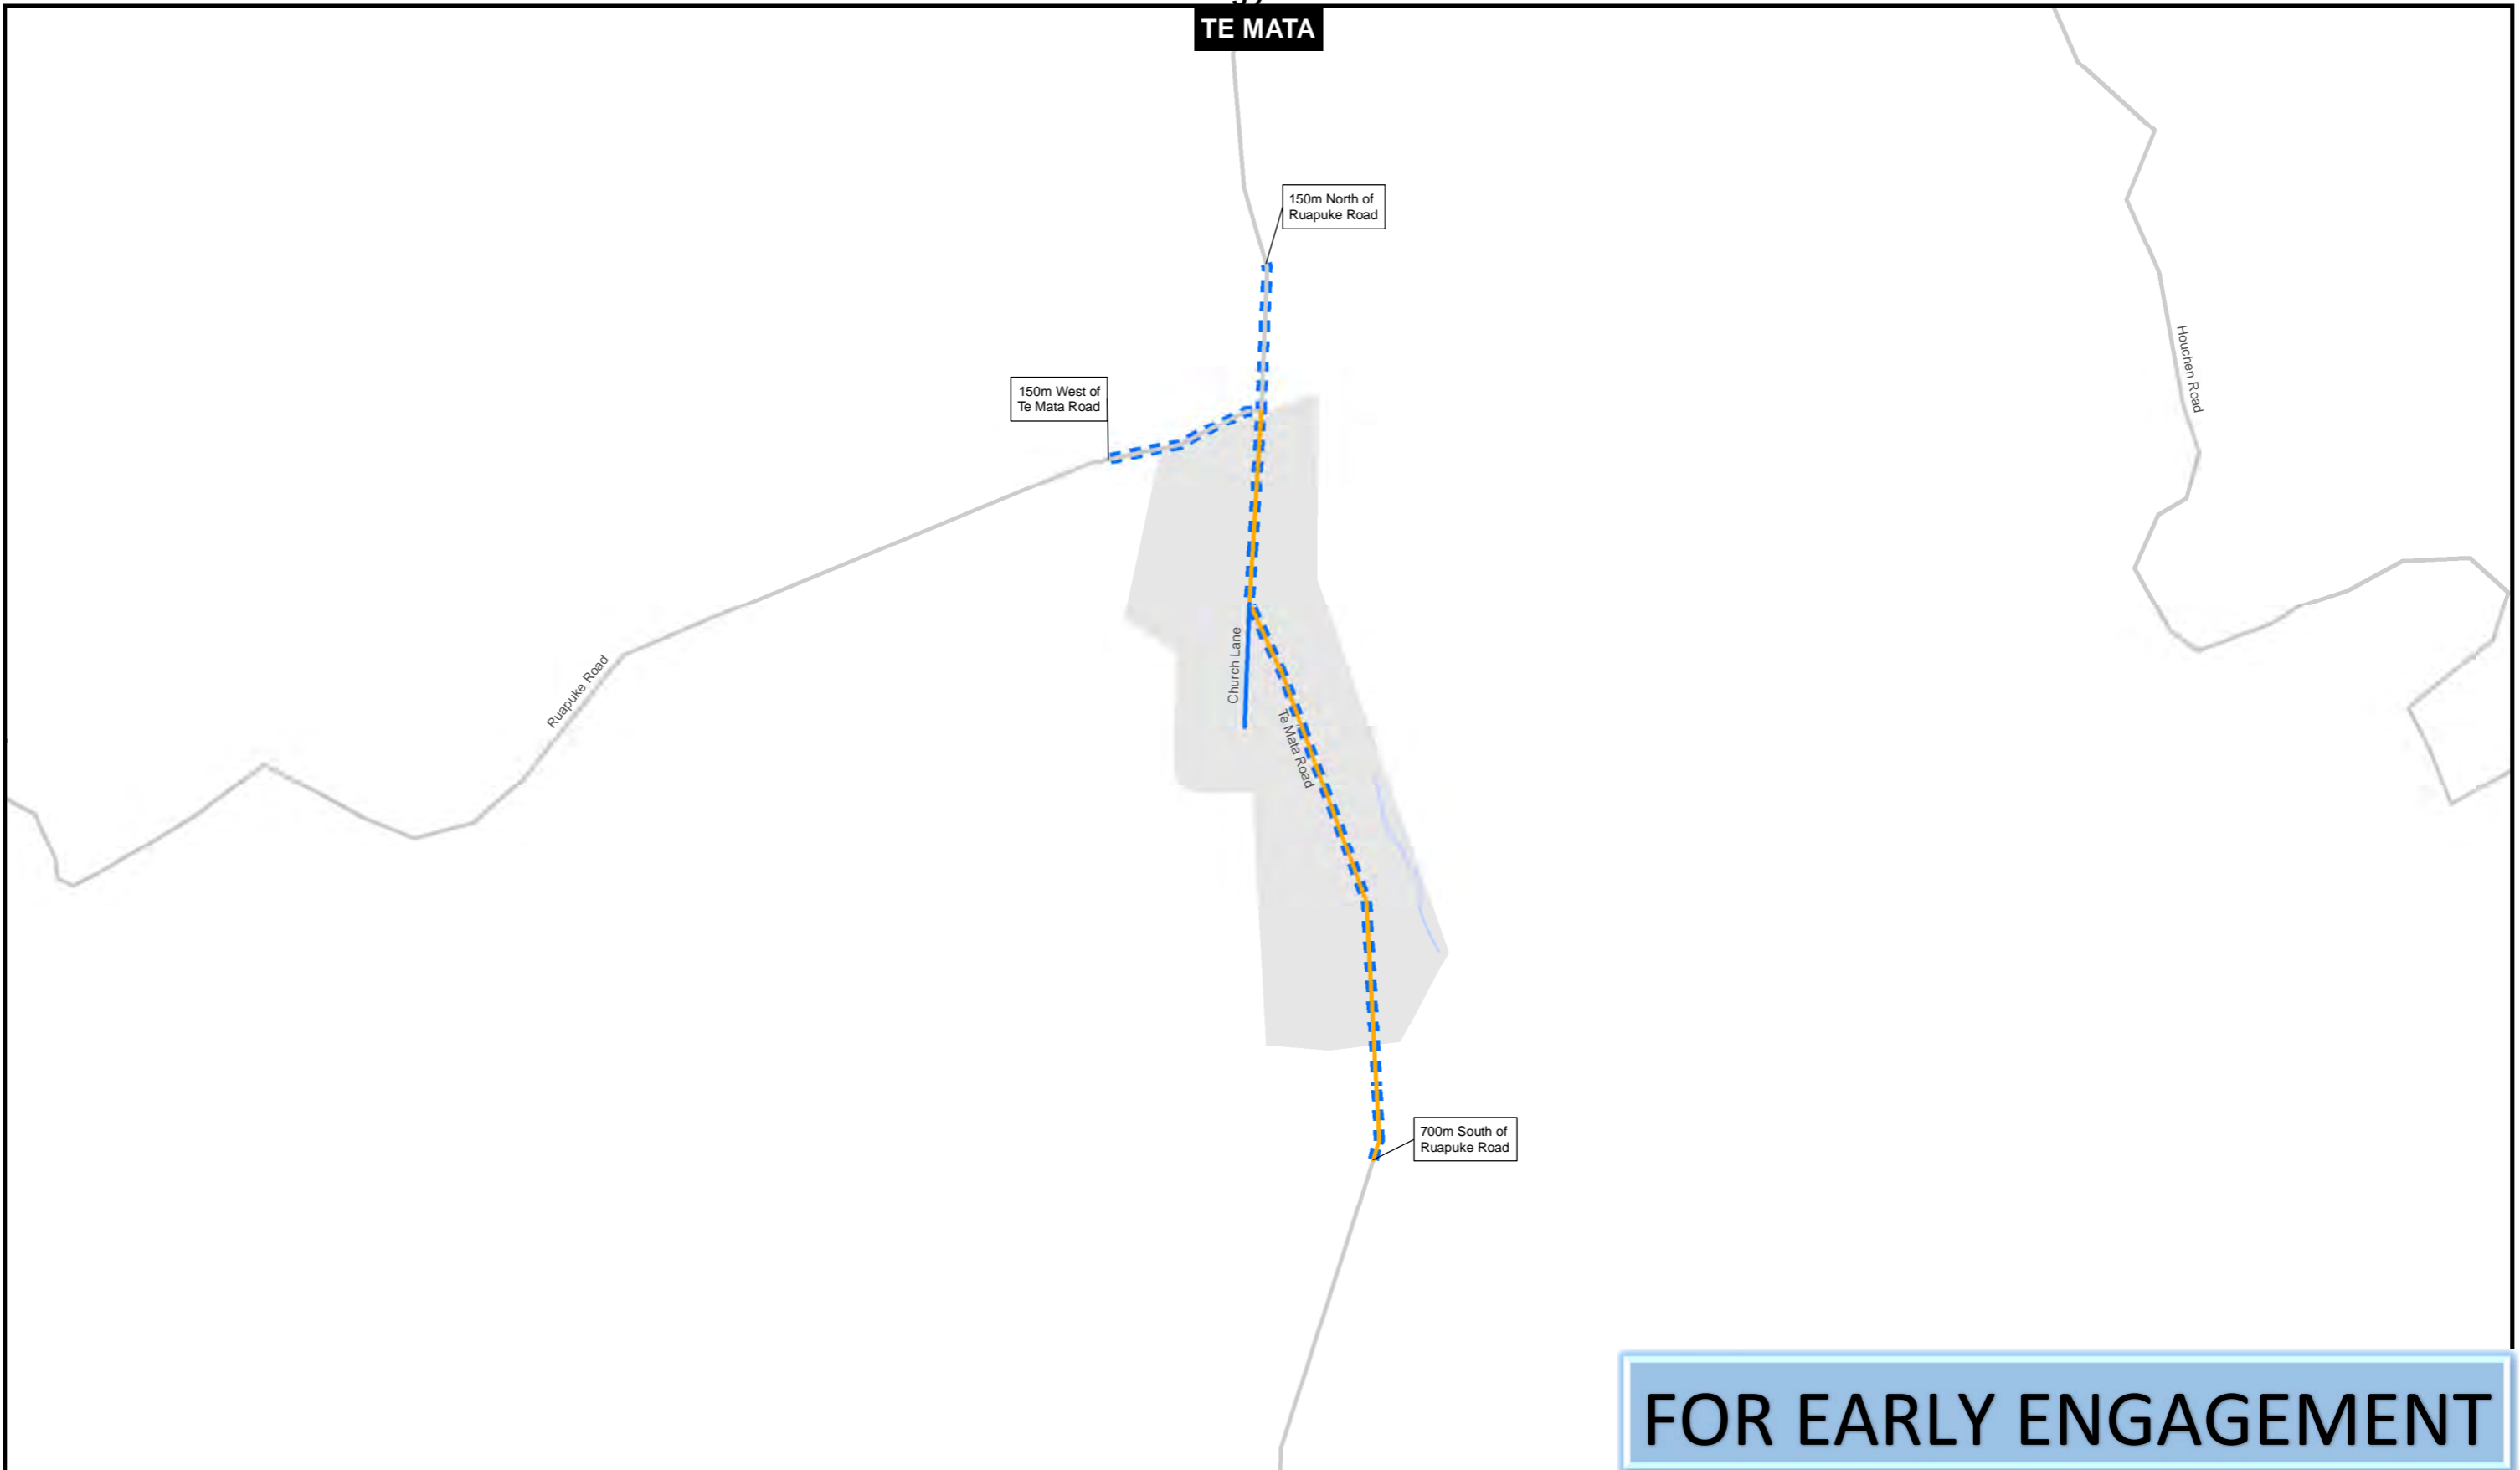 TE MATA
150m North of
Ruapuke Road
150m West of
Te Mata Road
Houchen Road
Church Lane
Ruapuke Road
Te Mata Road
700m South of
Ruapuke Road
FOR EARLY ENGAGEMENT